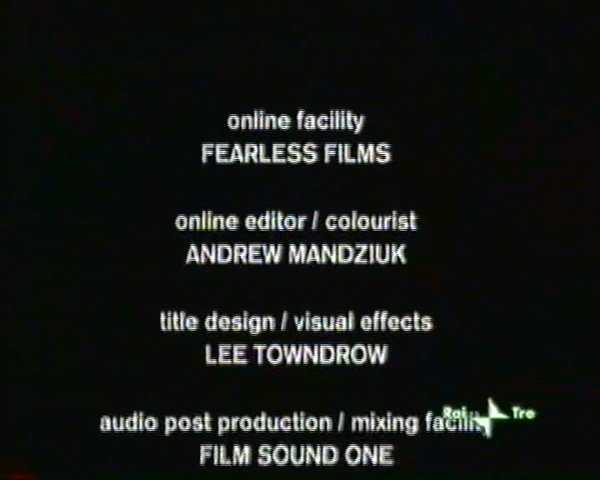 online facility
FEARLESS FILMS
online editor / colourist
ANDREW MANDZIUK
title design / visual effects
LEE TOWNDROW
audio post production / mixing facility
Rai Tre
FILM SOUND ONE